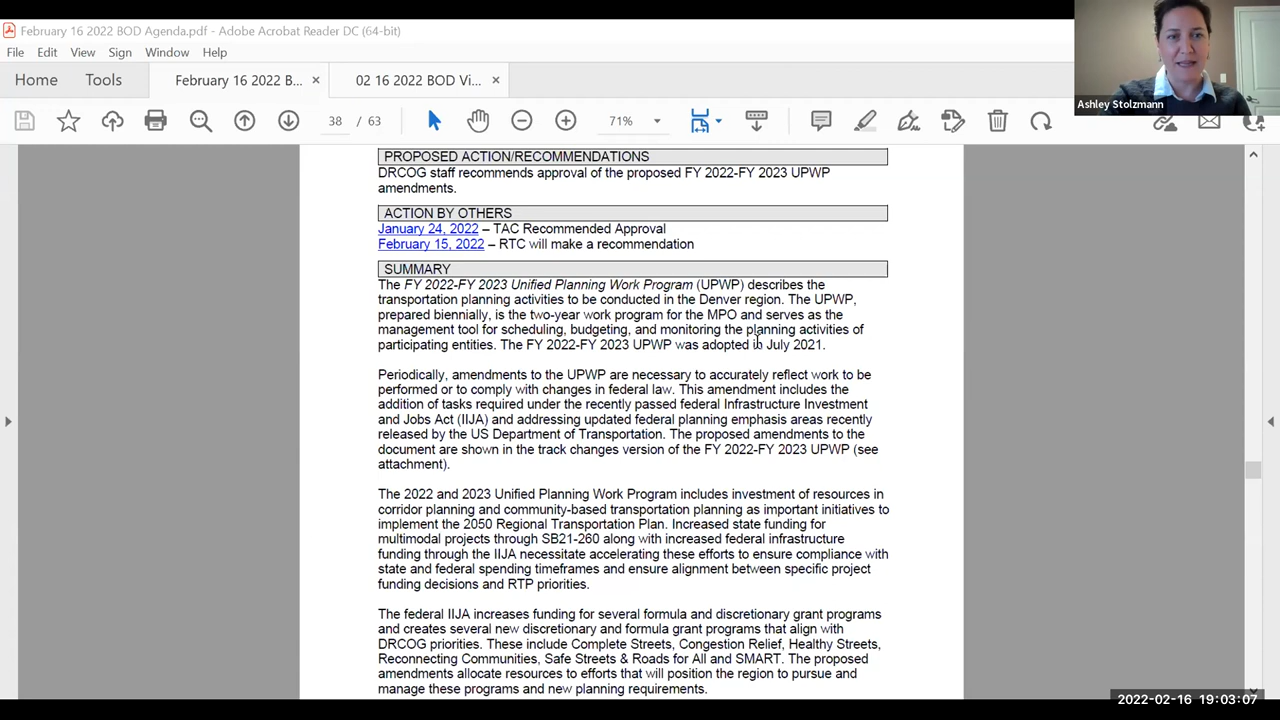 February 16 2022 BOD Agenda.pdf - Adobe Acrobat Reader DC (64-bit)
File Edit View Sign Window Help
Home Tools February 16 2022 B... × 02 16 2022 BOD Vi... ×
38 / 63 71%
Ashley Stolzmann
PROPOSED ACTION/RECOMMENDATIONS
DRCOG staff recommends approval of the proposed FY 2022-FY 2023 UPWP
amendments.
ACTION BY OTHERS
January 24, 2022 – TAC Recommended Approval
February 15, 2022 – RTC will make a recommendation
SUMMARY
The FY 2022-FY 2023 Unified Planning Work Program (UPWP) describes the
transportation planning activities to be conducted in the Denver region. The UPWP,
prepared biennially, is the two-year work program for the MPO and serves as the
management tool for scheduling, budgeting, and monitoring the planning activities of
participating entities. The FY 2022-FY 2023 UPWP was adopted in July 2021.
Periodically, amendments to the UPWP are necessary to accurately reflect work to be
performed or to comply with changes in federal law. This amendment includes the
addition of tasks required under the recently passed federal Infrastructure Investment
and Jobs Act (IIJA) and addressing updated federal planning emphasis areas recently
released by the US Department of Transportation. The proposed amendments to the
document are shown in the track changes version of the FY 2022-FY 2023 UPWP (see
attachment).
The 2022 and 2023 Unified Planning Work Program includes investment of resources in
corridor planning and community-based transportation planning as important initiatives to
implement the 2050 Regional Transportation Plan. Increased state funding for
multimodal projects through SB21-260 along with increased federal infrastructure
funding through the IIJA necessitate accelerating these efforts to ensure compliance with
state and federal spending timeframes and ensure alignment between specific project
funding decisions and RTP priorities.
The federal IIJA increases funding for several formula and discretionary grant programs
and creates several new discretionary and formula grant programs that align with
DRCOG priorities. These include Complete Streets, Congestion Relief, Healthy Streets,
Reconnecting Communities, Safe Streets & Roads for All and SMART. The proposed
amendments allocate resources to efforts that will position the region to pursue and
manage these programs and new planning requirements.
2022-02-16 19:03:07